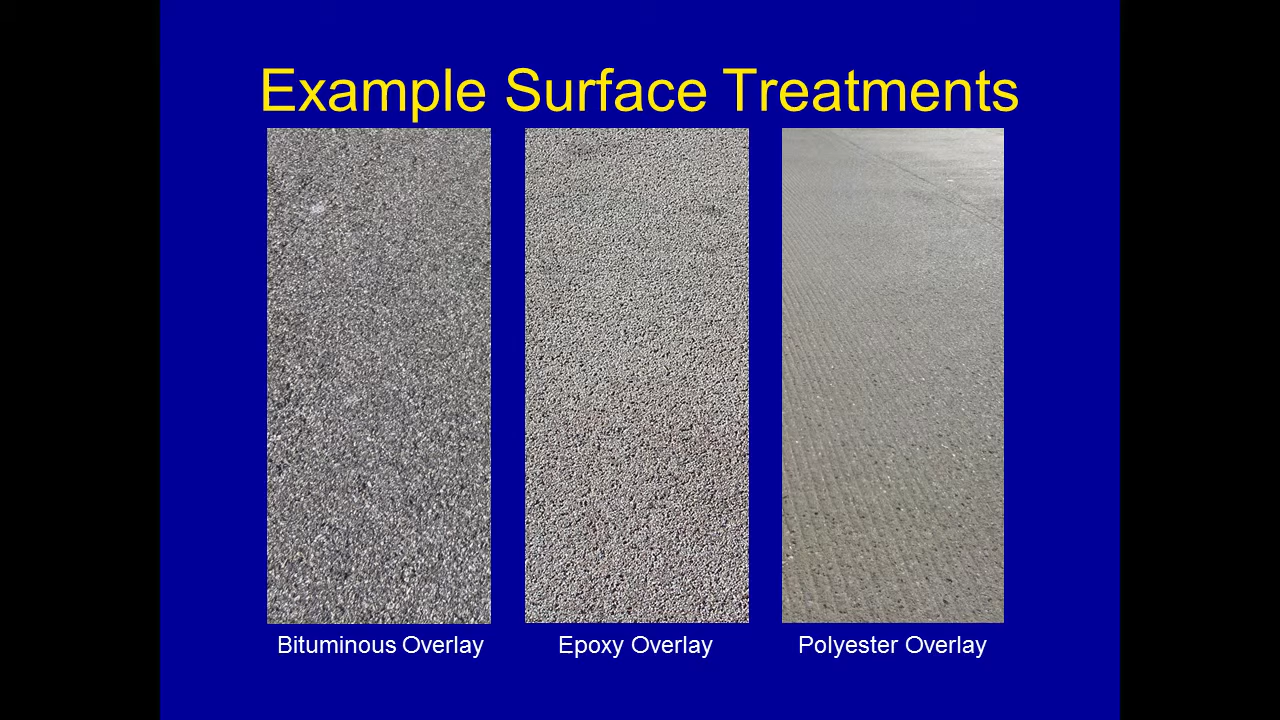 Example Surface Treatments
Bituminous Overlay
Epoxy Overlay
Polyester Overlay